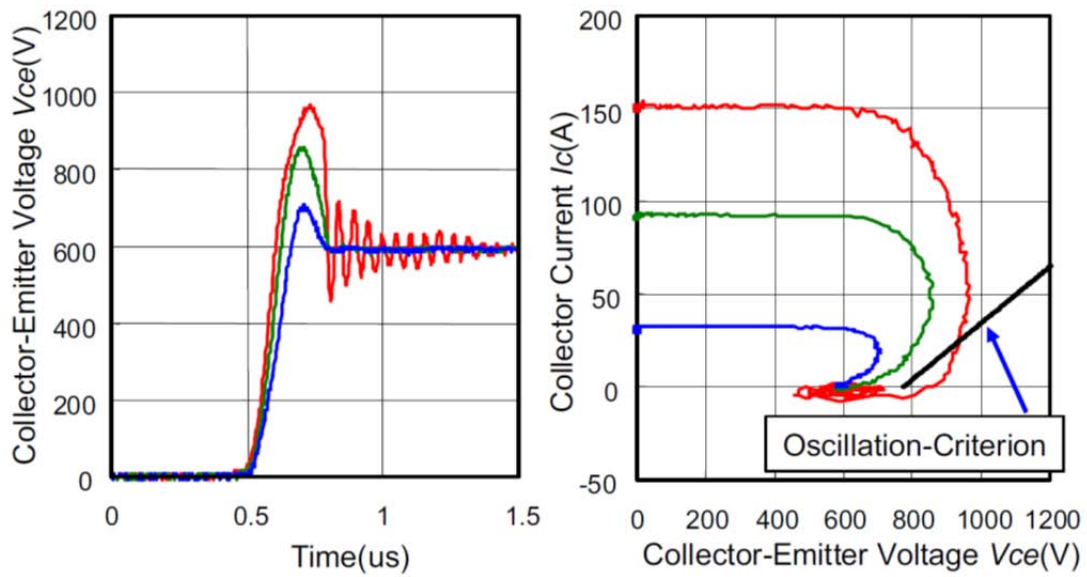 Collector-Emitter Voltage Vce(V)
1200
1000
800
600
400
200
0
0 0.5 1 1.5
Time(us)
Collector Current Ic(A)
200
150
100
50
0
-50
Oscillation-Criterion
0 200 400 600 800 1000 1200
Collector-Emitter Voltage Vce(V)